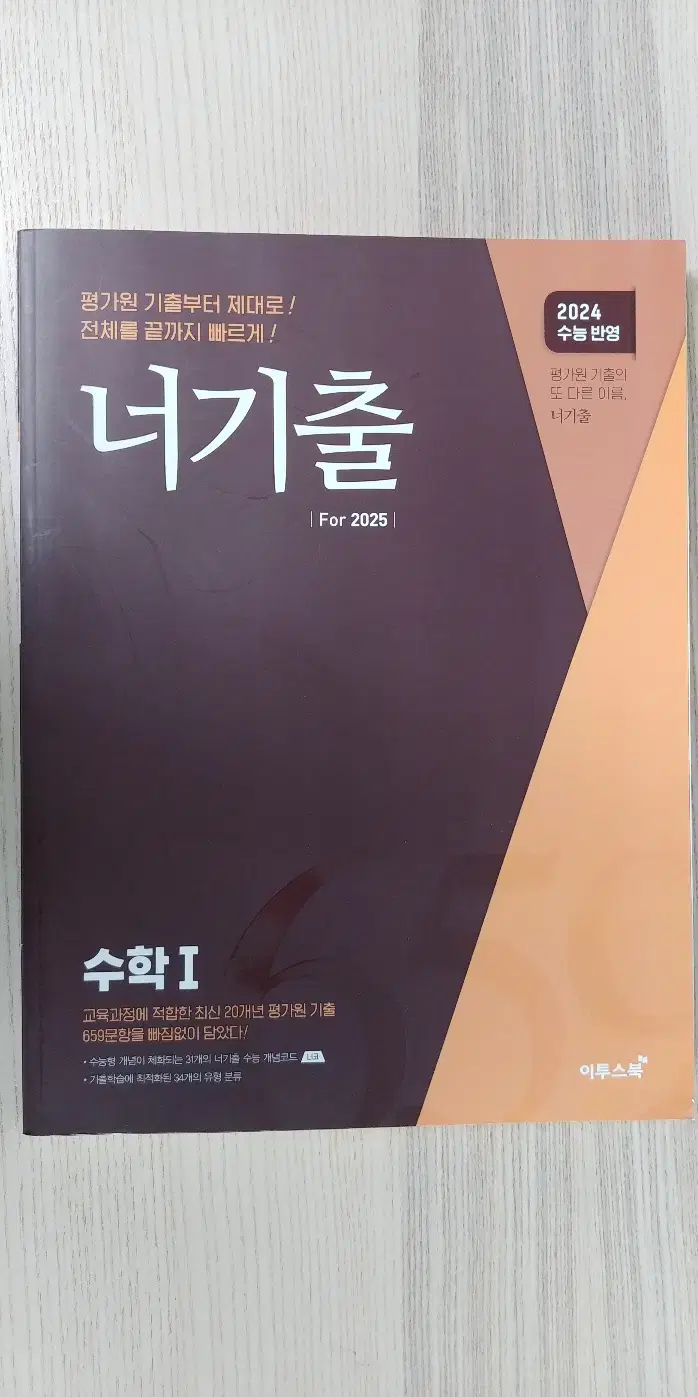 평가원 기출부터 제대로!
전체를 끝까지 빠르게!
너기출
For 2025
2024
수능 반영
평가원 기출의
또 다른 이름,
너기출
수학 I
교육과정에 적합한 최신 20개년 평가원 기출
659문항을 빠짐없이 담았다!
• 수능형 개념이 체화되는 31개의 너기출 수능 개념코드 너코
• 기출학습에 최적화된 34개의 유형 분류
이투스북
659